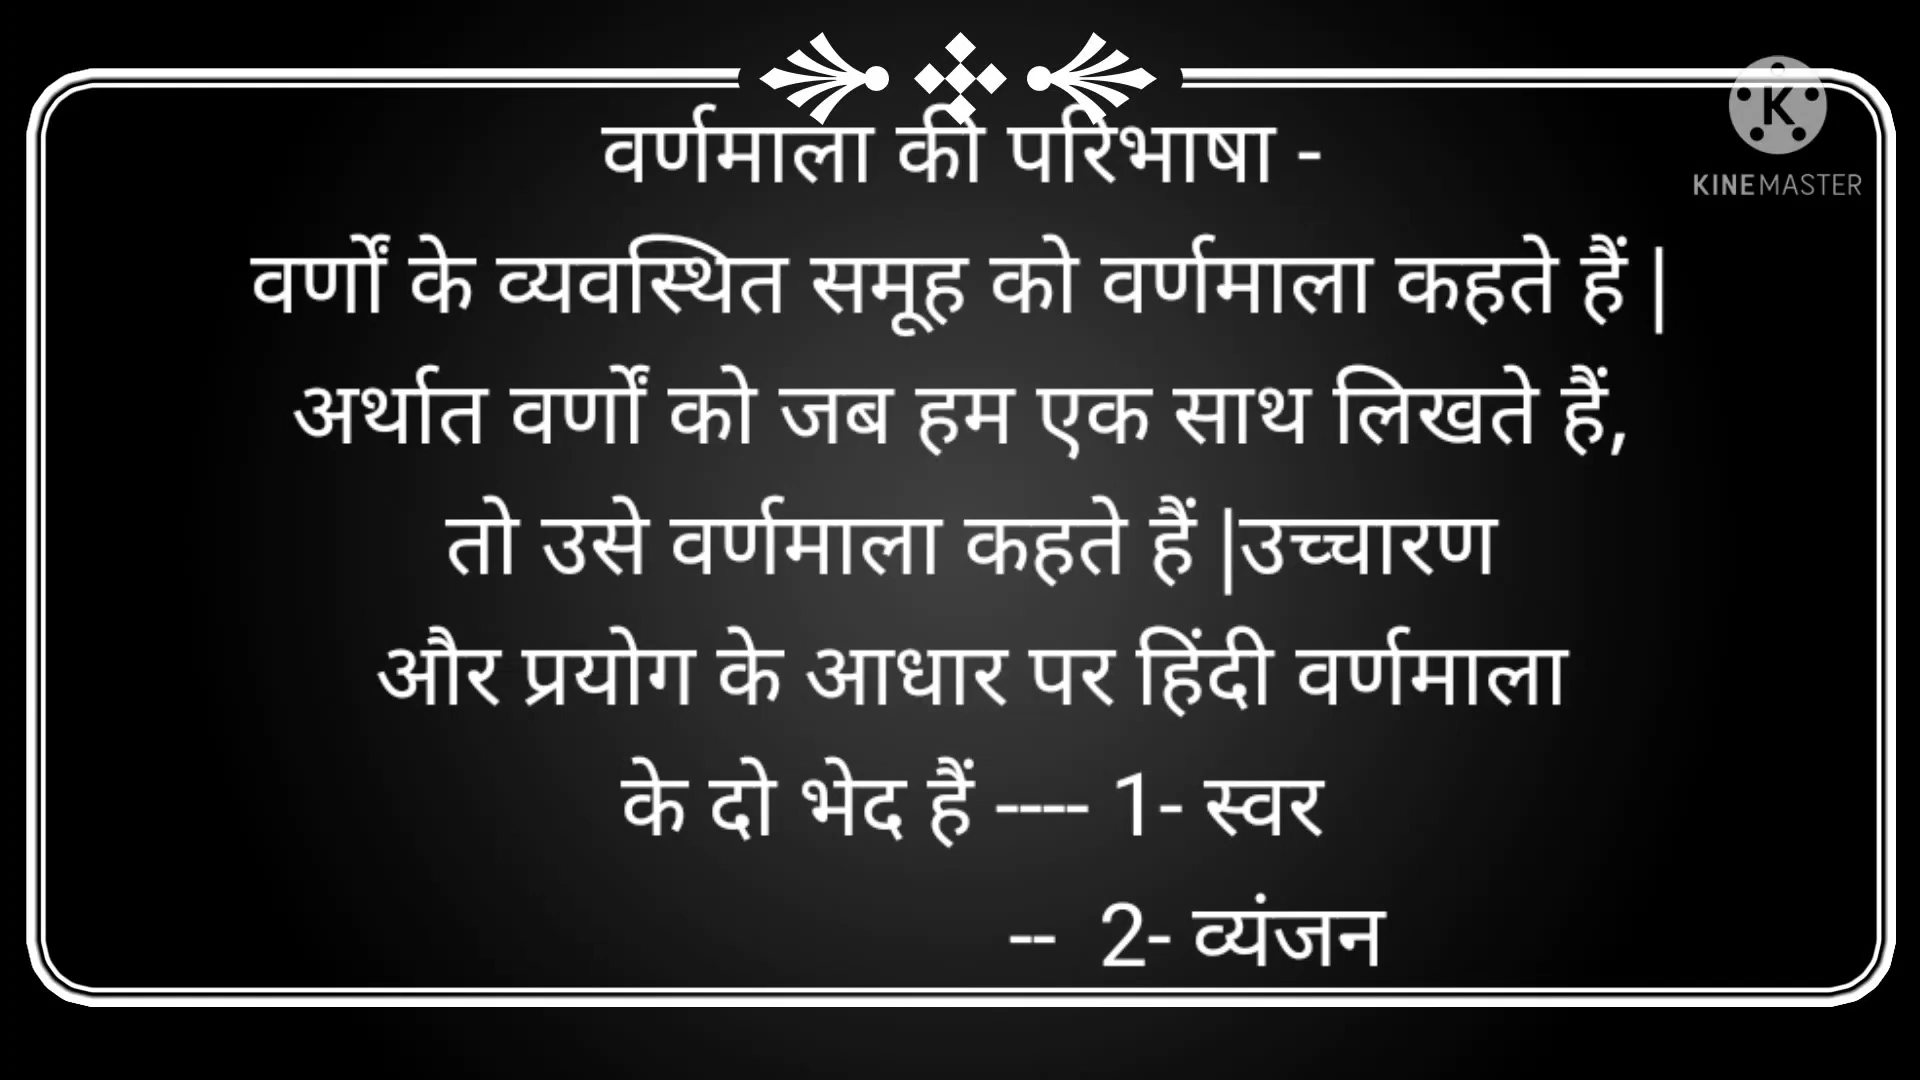 वर्णमाला की परिभाषा -
KINEMASTER
वर्णों के व्यवस्थित समूह को वर्णमाला कहते हैं |
अर्थात वर्णों को जब हम एक साथ लिखते हैं,
तो उसे वर्णमाला कहते हैं |उच्चारण
और प्रयोग के आधार पर हिंदी वर्णमाला
के दो भेद हैं ---- 1- स्वर
-- 2- व्यंजन